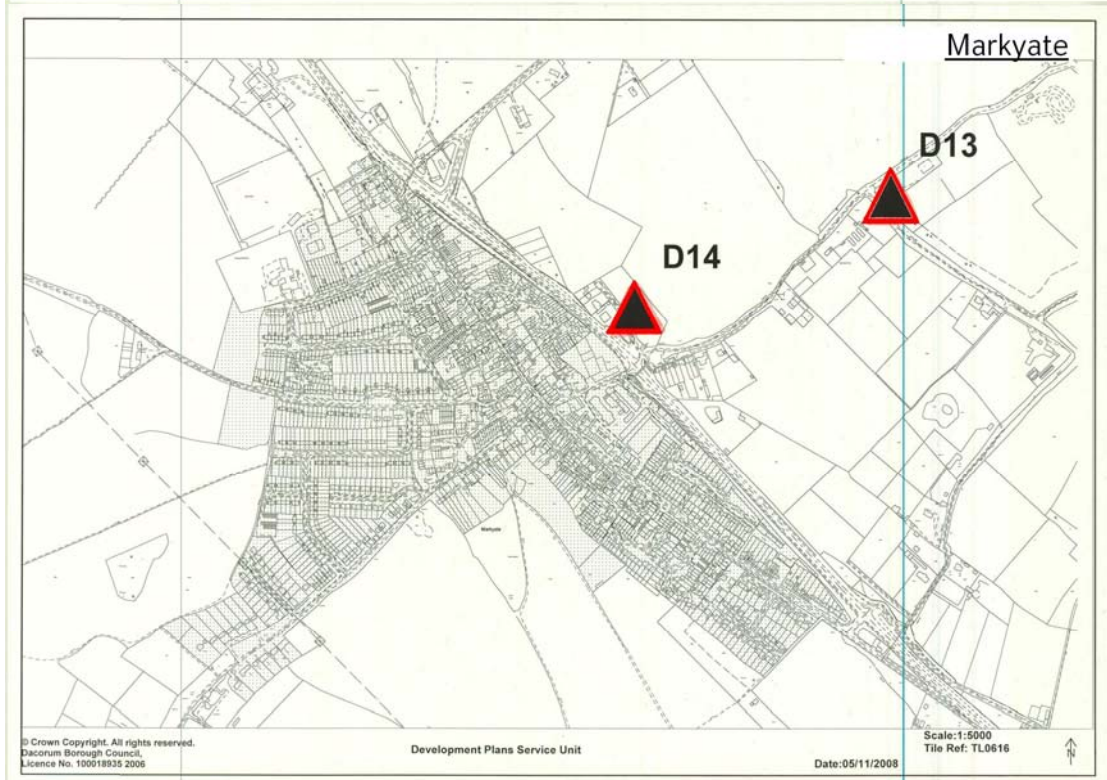 Markyate
D13
D14
Markyate
© Crown Copyright. All rights reserved.
Dacorum Borough Council,
Licence No. 100018935 2006
Development Plans Service Unit
Date:05/11/2008
Scale:1:5000
Tile Ref: TL0616
N